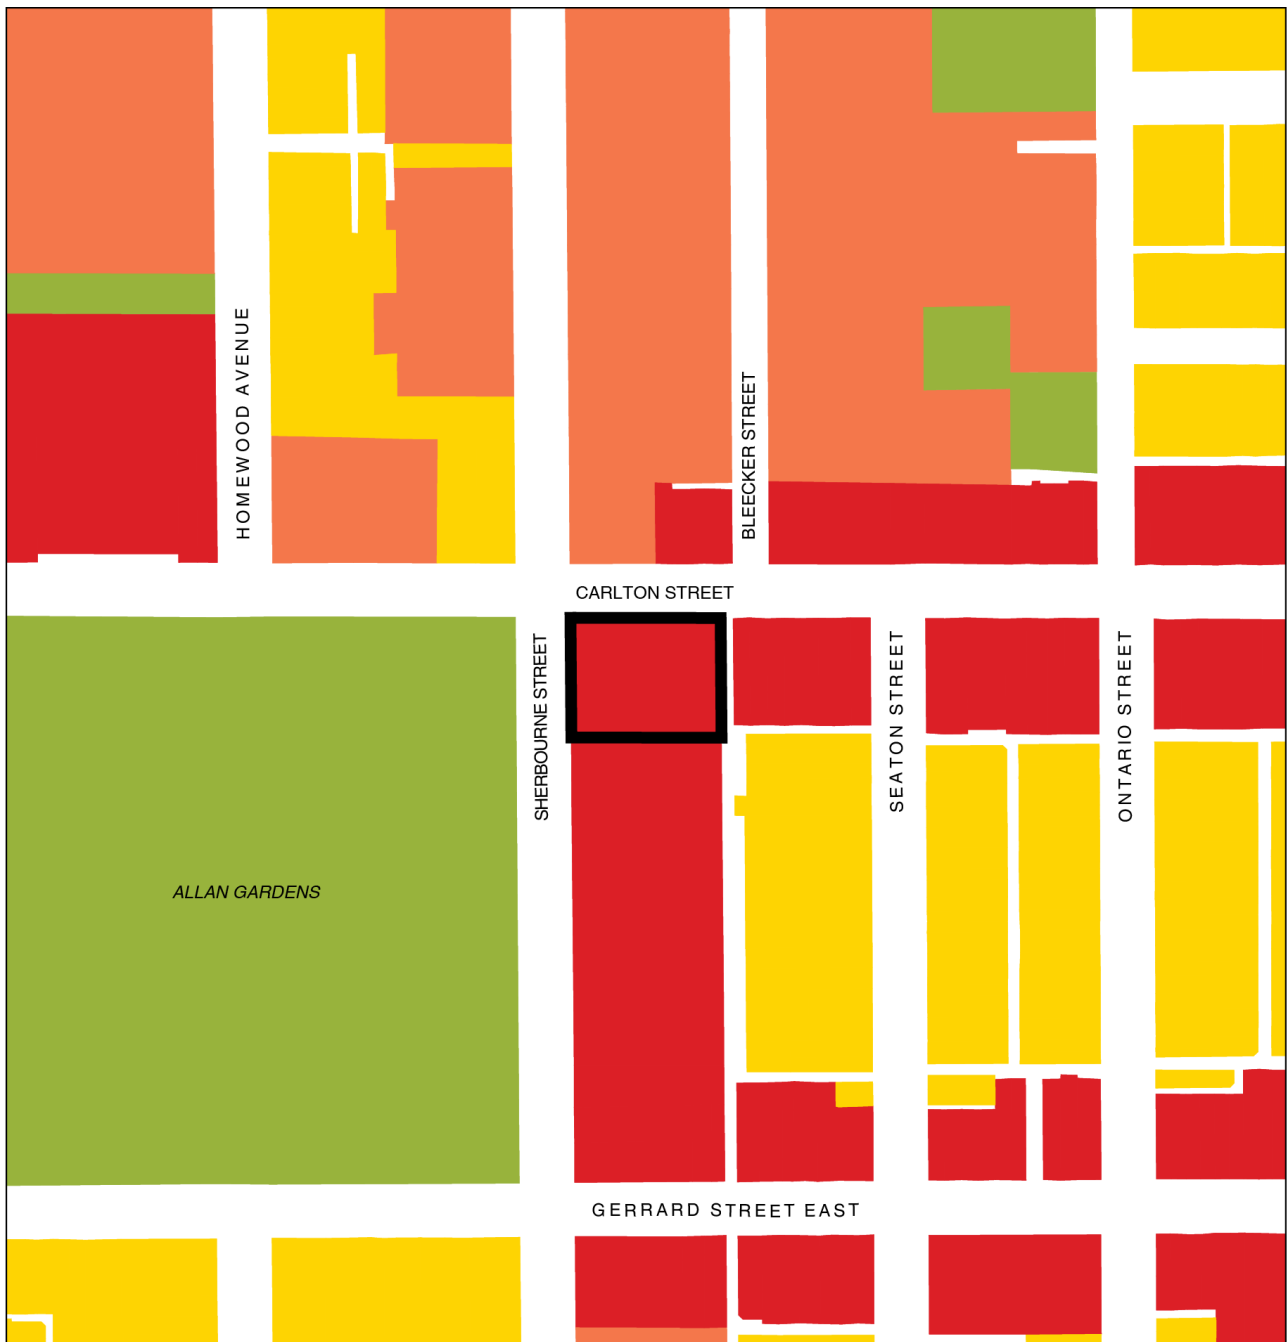 HOMEWOOD AVENUE
BLEECKER STREET
CARLTON STREET
SHERBOURNE STREET
SEATON STREET
ONTARIO STREET
ALLAN GARDENS
GERRARD STREET EAST